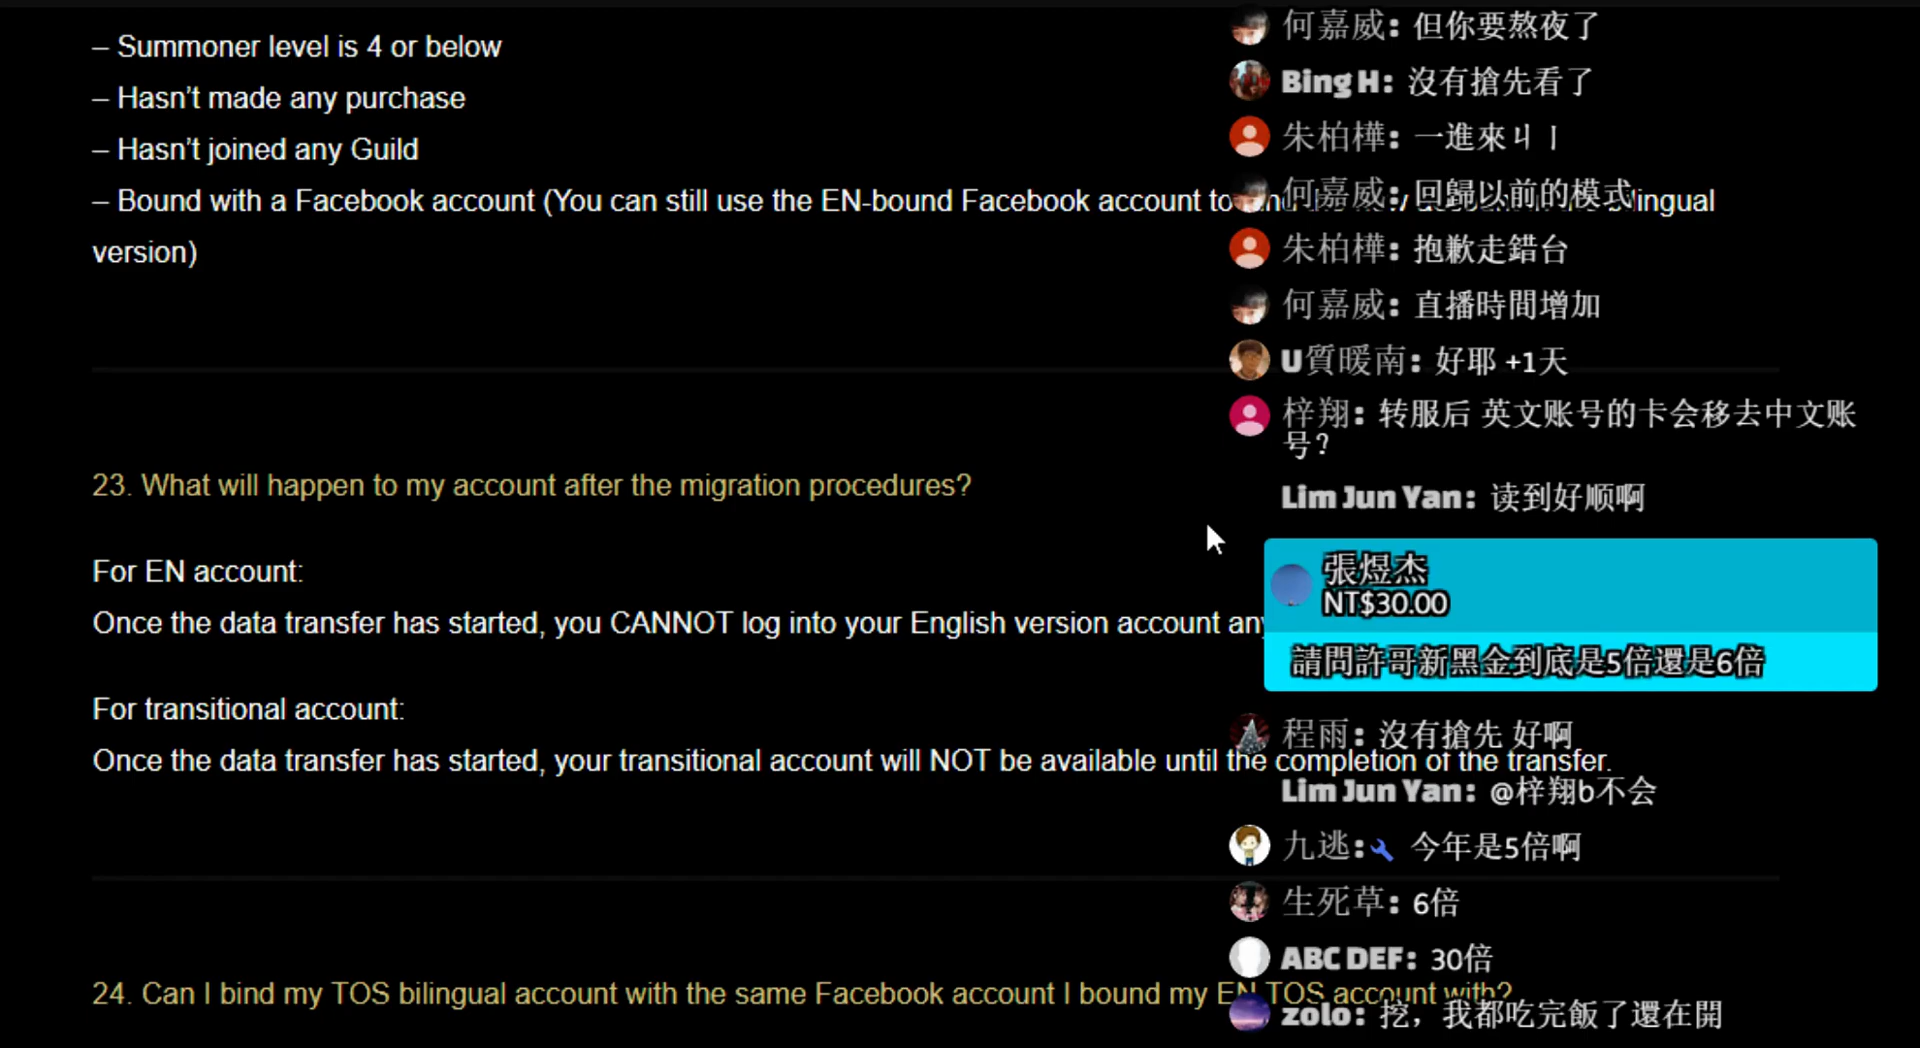 – Summoner level is 4 or below
– Hasn't made any purchase
– Hasn't joined any Guild
– Bound with a Facebook account (You can still use the EN-bound Facebook account to lingual
version)
23. What will happen to my account after the migration procedures?
For EN account:
Once the data transfer has started, you CANNOT log into your English version account
For transitional account:
Once the data transfer has started, your transitional account will NOT be available until the completion of the transfer.
24. Can I bind my TOS bilingual account with the same Facebook account I bound my EN TOS account with?
何嘉威: 但你要熬夜了
Bing H: 沒有搶先看了
朱柏樺: 一進來ㄐㄧ
何嘉威: 回歸以前的模式
朱柏樺: 抱歉走錯台
何嘉威: 直播時間增加
U質暖南: 好耶 +1天
梓翔: 转服后 英文账号的卡会移去中文账
号?
Lim Jun Yan: 读到好顺啊
張煜杰
NT$30.00
請問許哥新黑金到底是5倍還是6倍
程雨: 沒有搶先 好啊
Lim Jun Yan: @梓翔b不会
九逃: 今年是5倍啊
生死草: 6倍
ABC DEF: 30倍
zolo: 挖，我都吃完飯了還在開